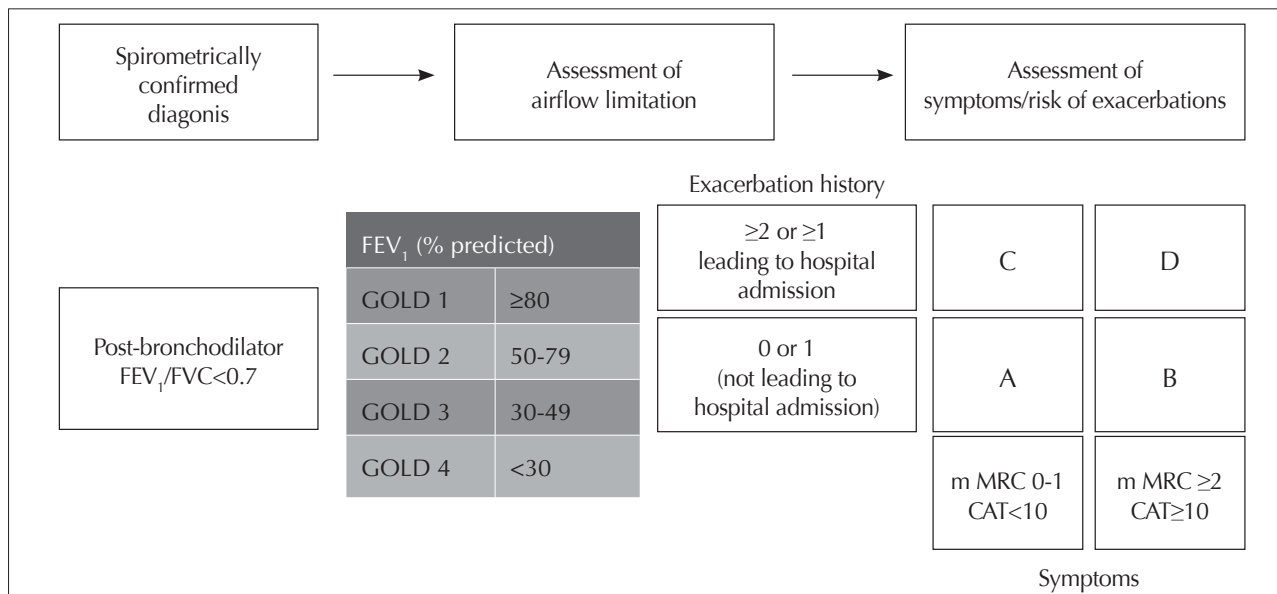 Spirometrically
confirmed
diagonis
Assessment of
airflow limitation
Assessment of
symptoms/risk of exacerbations
Exacerbation history
Post-bronchodilator
FEV₁/FVC<0.7
FEV₁ (% predicted)
GOLD 1 ≥80
GOLD 2 50-79
GOLD 3 30-49
GOLD 4 <30
≥2 or ≥1
leading to hospital
admission
0 or 1
(not leading to
hospital admission)
C
D
A
B
m MRC 0-1
CAT<10
m MRC ≥2
CAT≥10
Symptoms